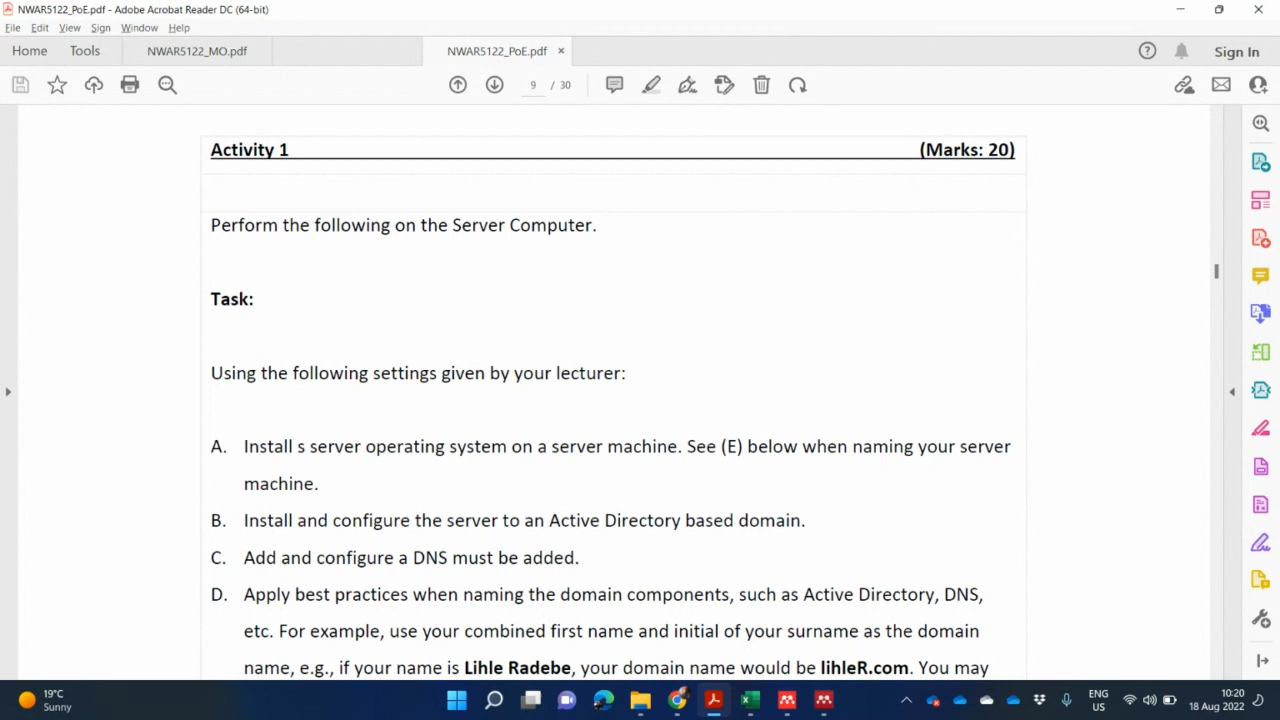 NWAR5122_PoE.pdf - Adobe Acrobat Reader DC (64-bit)
File Edit View Sign Window Help
Home Tools NWAR5122_MO.pdf NWAR5122_PoE.pdf × Sign In
9 / 30
Activity 1 (Marks: 20)
Perform the following on the Server Computer.
Task:
Using the following settings given by your lecturer:
A. Install s server operating system on a server machine. See (E) below when naming your server
machine.
B. Install and configure the server to an Active Directory based domain.
C. Add and configure a DNS must be added.
D. Apply best practices when naming the domain components, such as Active Directory, DNS,
etc. For example, use your combined first name and initial of your surname as the domain
name, e.g., if your name is Lihle Radebe, your domain name would be lihleR.com. You may
19°C
Sunny
ENG
US
10:20
18 Aug 2022